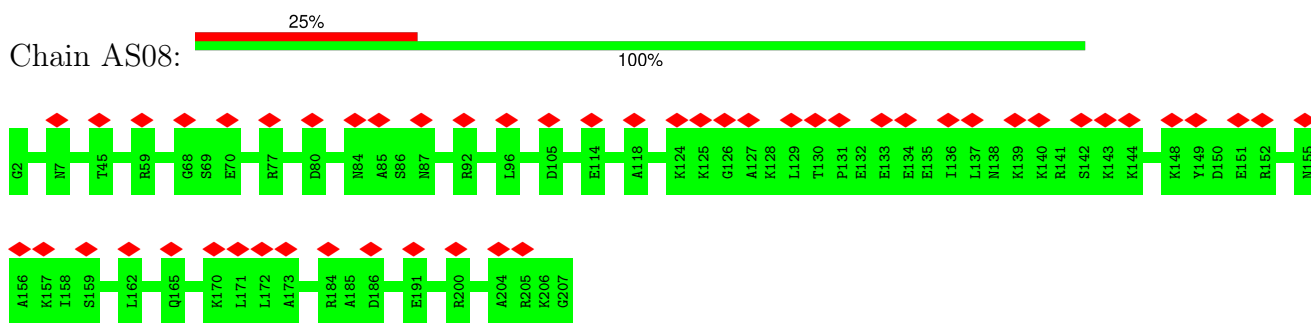 25%
Chain AS08:
100%
G2 N7 T45 R59 G68 S69 E70 R77 D80 N84 A85 S86 N87 R92 L96 D105 E114 A118 K124 K125 G126 A127 K128 L129 T130 P131 E132 E133 E134 E135 I136 L137 N138 K139 K140 R141 S142 K143 K144 K148 Y149 D150 E151 R152 N155
A156 K157 I158 S159 L162 Q165 K170 L171 L172 A173 R184 A185 D186 E191 R200 A204 R205 K206 G207